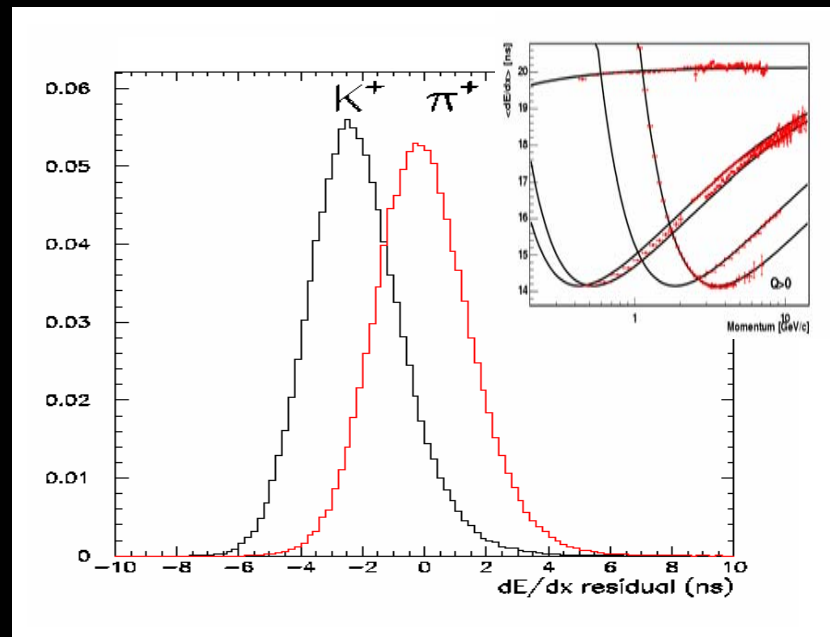 K+ π+
0.06
0.05
0.04
0.03
0.02
0.01
0
−10 −8 −6 −4 −2 0 2 4 6 8 10
dE/dx residual (ns)
<dE/dx> [ns]
20
19
18
17
16
15
14
Q>0
1 10
Momentum [GeV/c]